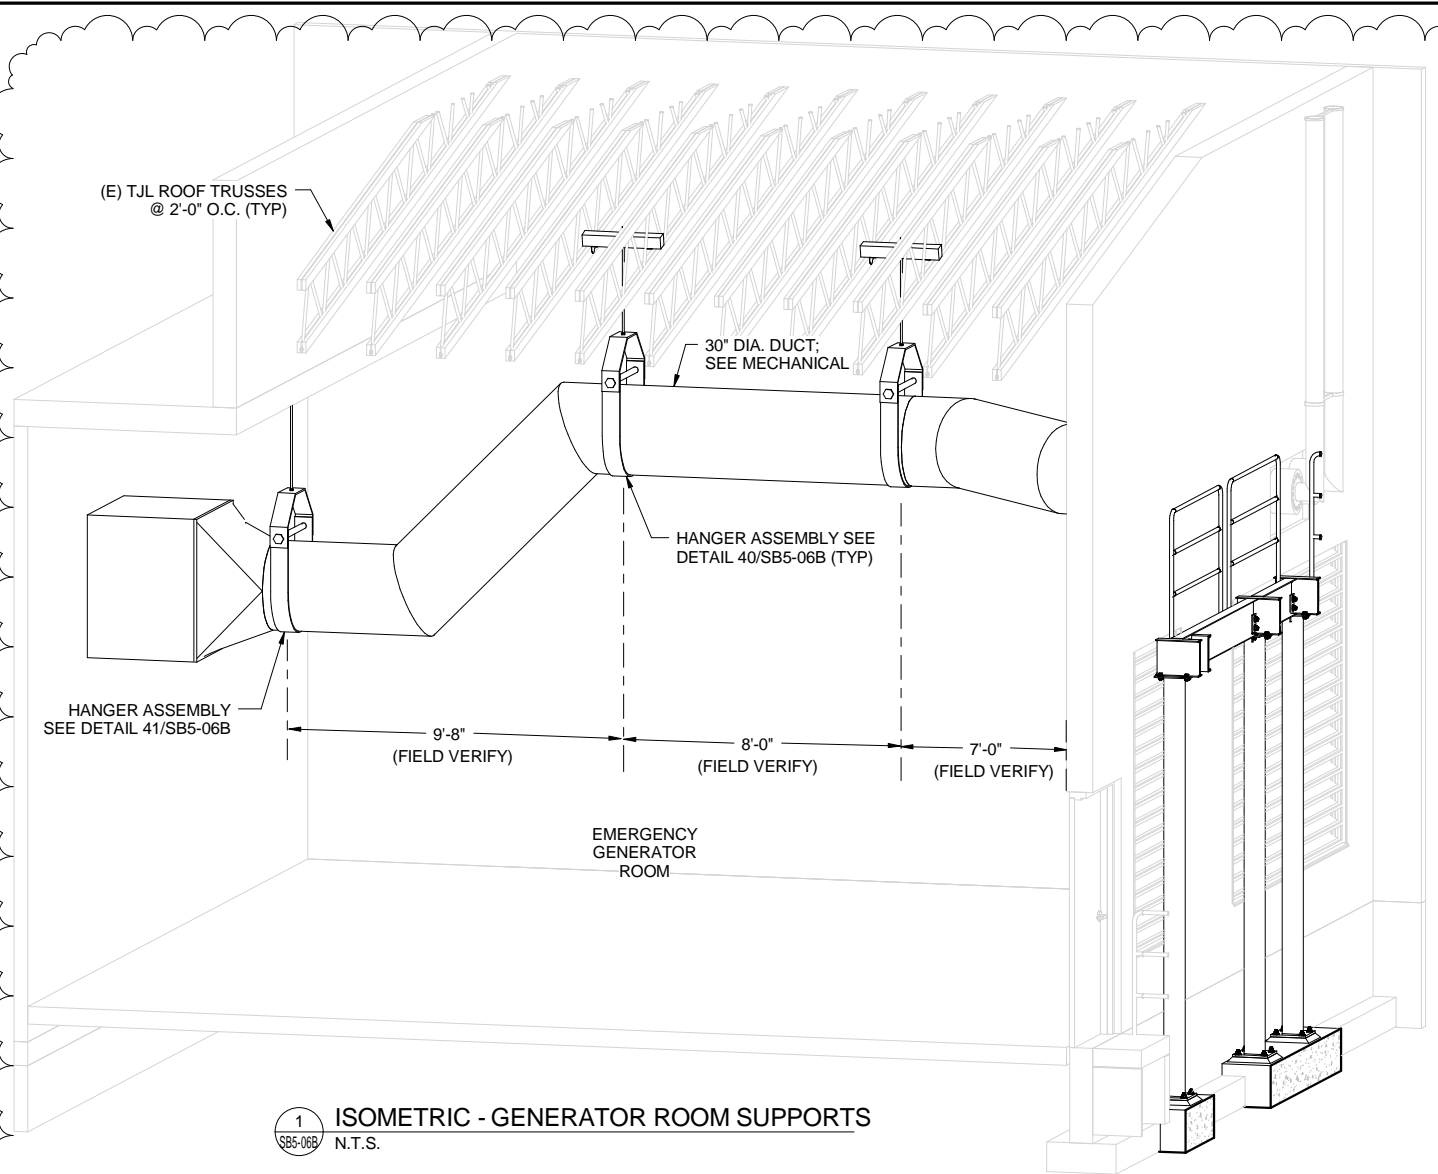 (E) TJL ROOF TRUSSES
@ 2'-0" O.C. (TYP)
30" DIA. DUCT;
SEE MECHANICAL
HANGER ASSEMBLY SEE
DETAIL 40/SB5-06B (TYP)
HANGER ASSEMBLY
SEE DETAIL 41/SB5-06B
9'-8"
(FIELD VERIFY)
8'-0"
(FIELD VERIFY)
7'-0"
(FIELD VERIFY)
EMERGENCY
GENERATOR
ROOM
1
SB5-06B
ISOMETRIC - GENERATOR ROOM SUPPORTS
N.T.S.